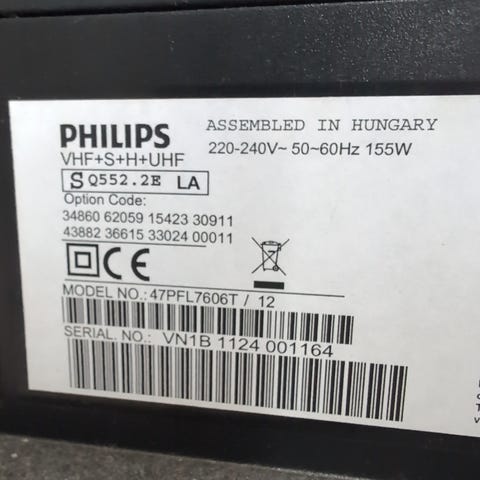 PHILIPS
ASSEMBLED IN HUNGARY
VHF+S+H+UHF
220-240V~ 50~60Hz 155W
S Q552.2E LA
Option Code:
34860 62059 15423 30911
43882 36615 33024 00011
CE
MODEL NO.: 47PFL7606T / 12
SERIAL. NO.: VN1B 1124 001164